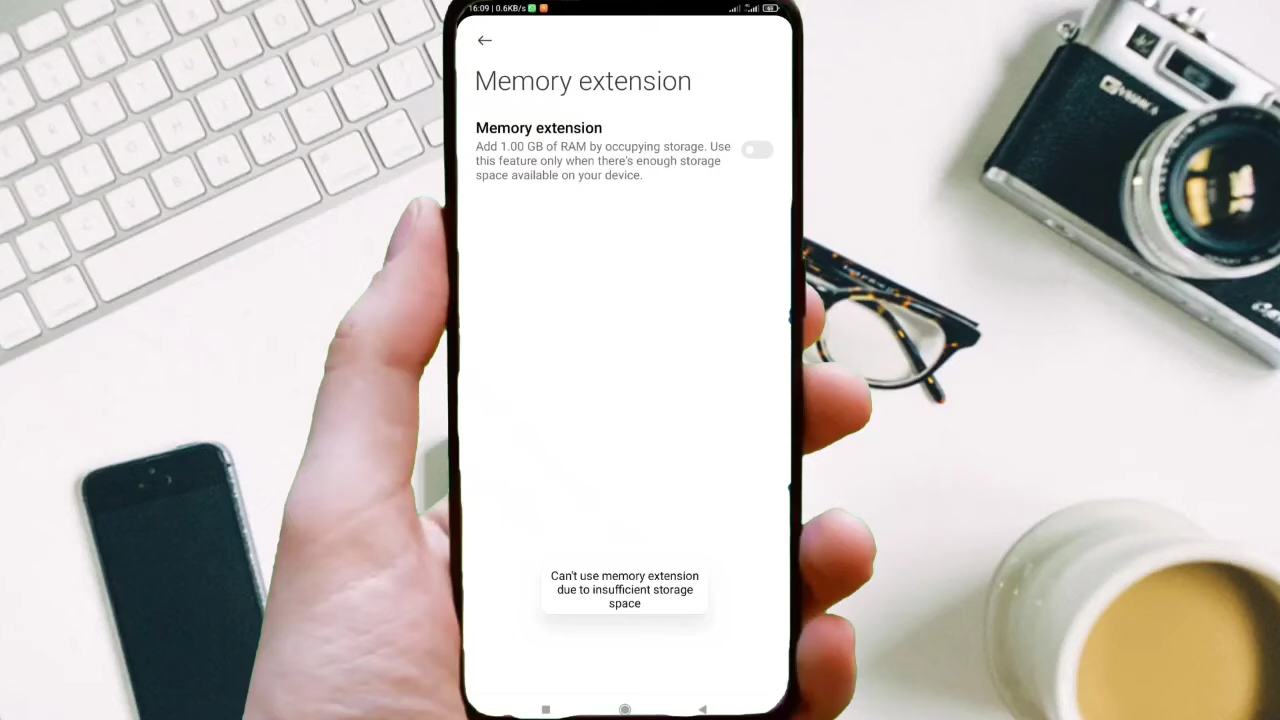 16:09 | 0.6KB/s
Memory extension
Memory extension
Add 1.00 GB of RAM by occupying storage. Use
this feature only when there's enough storage
space available on your device.
Can't use memory extension
due to insufficient storage
space